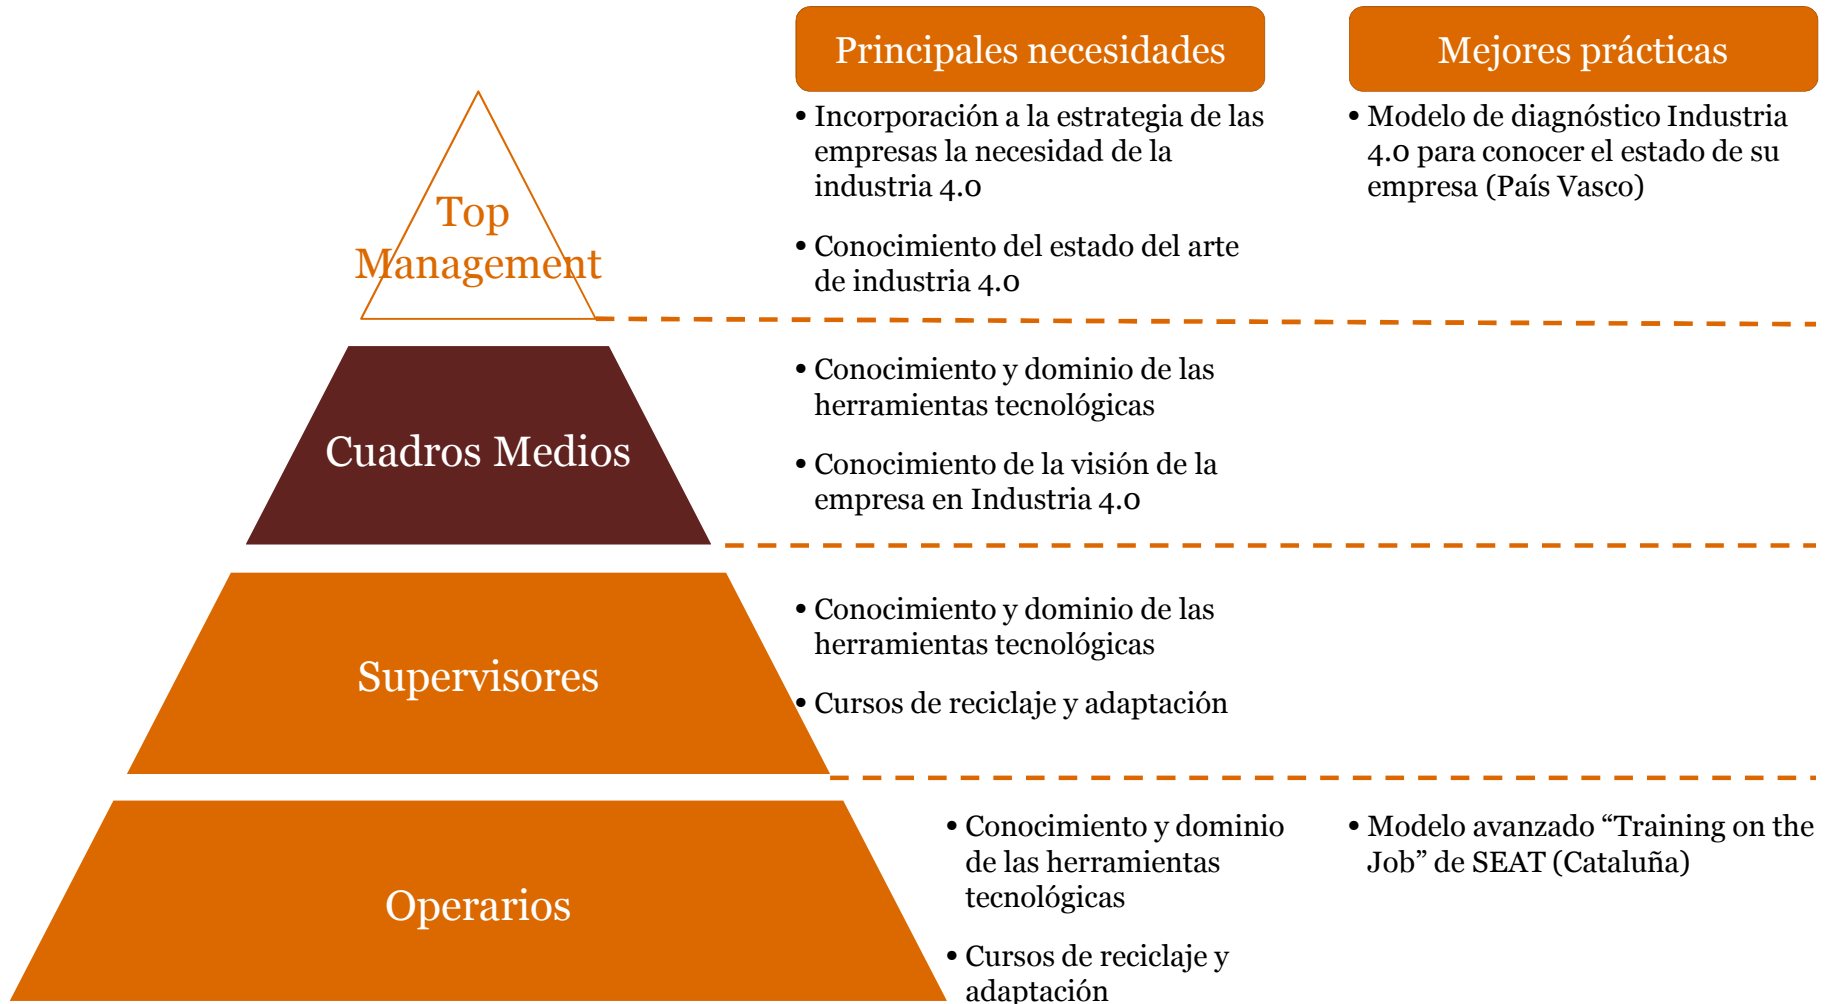 Principales necesidades
Mejores prácticas
Top
Management
• Incorporación a la estrategia de las
empresas la necesidad de la
industria 4.0
• Conocimiento del estado del arte
de industria 4.0
• Modelo de diagnóstico Industria
4.0 para conocer el estado de su
empresa (País Vasco)
Cuadros Medios
• Conocimiento y dominio de las
herramientas tecnológicas
• Conocimiento de la visión de la
empresa en Industria 4.0
Supervisores
• Conocimiento y dominio de las
herramientas tecnológicas
• Cursos de reciclaje y adaptación
Operarios
• Conocimiento y dominio
de las herramientas
tecnológicas
• Cursos de reciclaje y
adaptación
• Modelo avanzado “Training on the
Job” de SEAT (Cataluña)